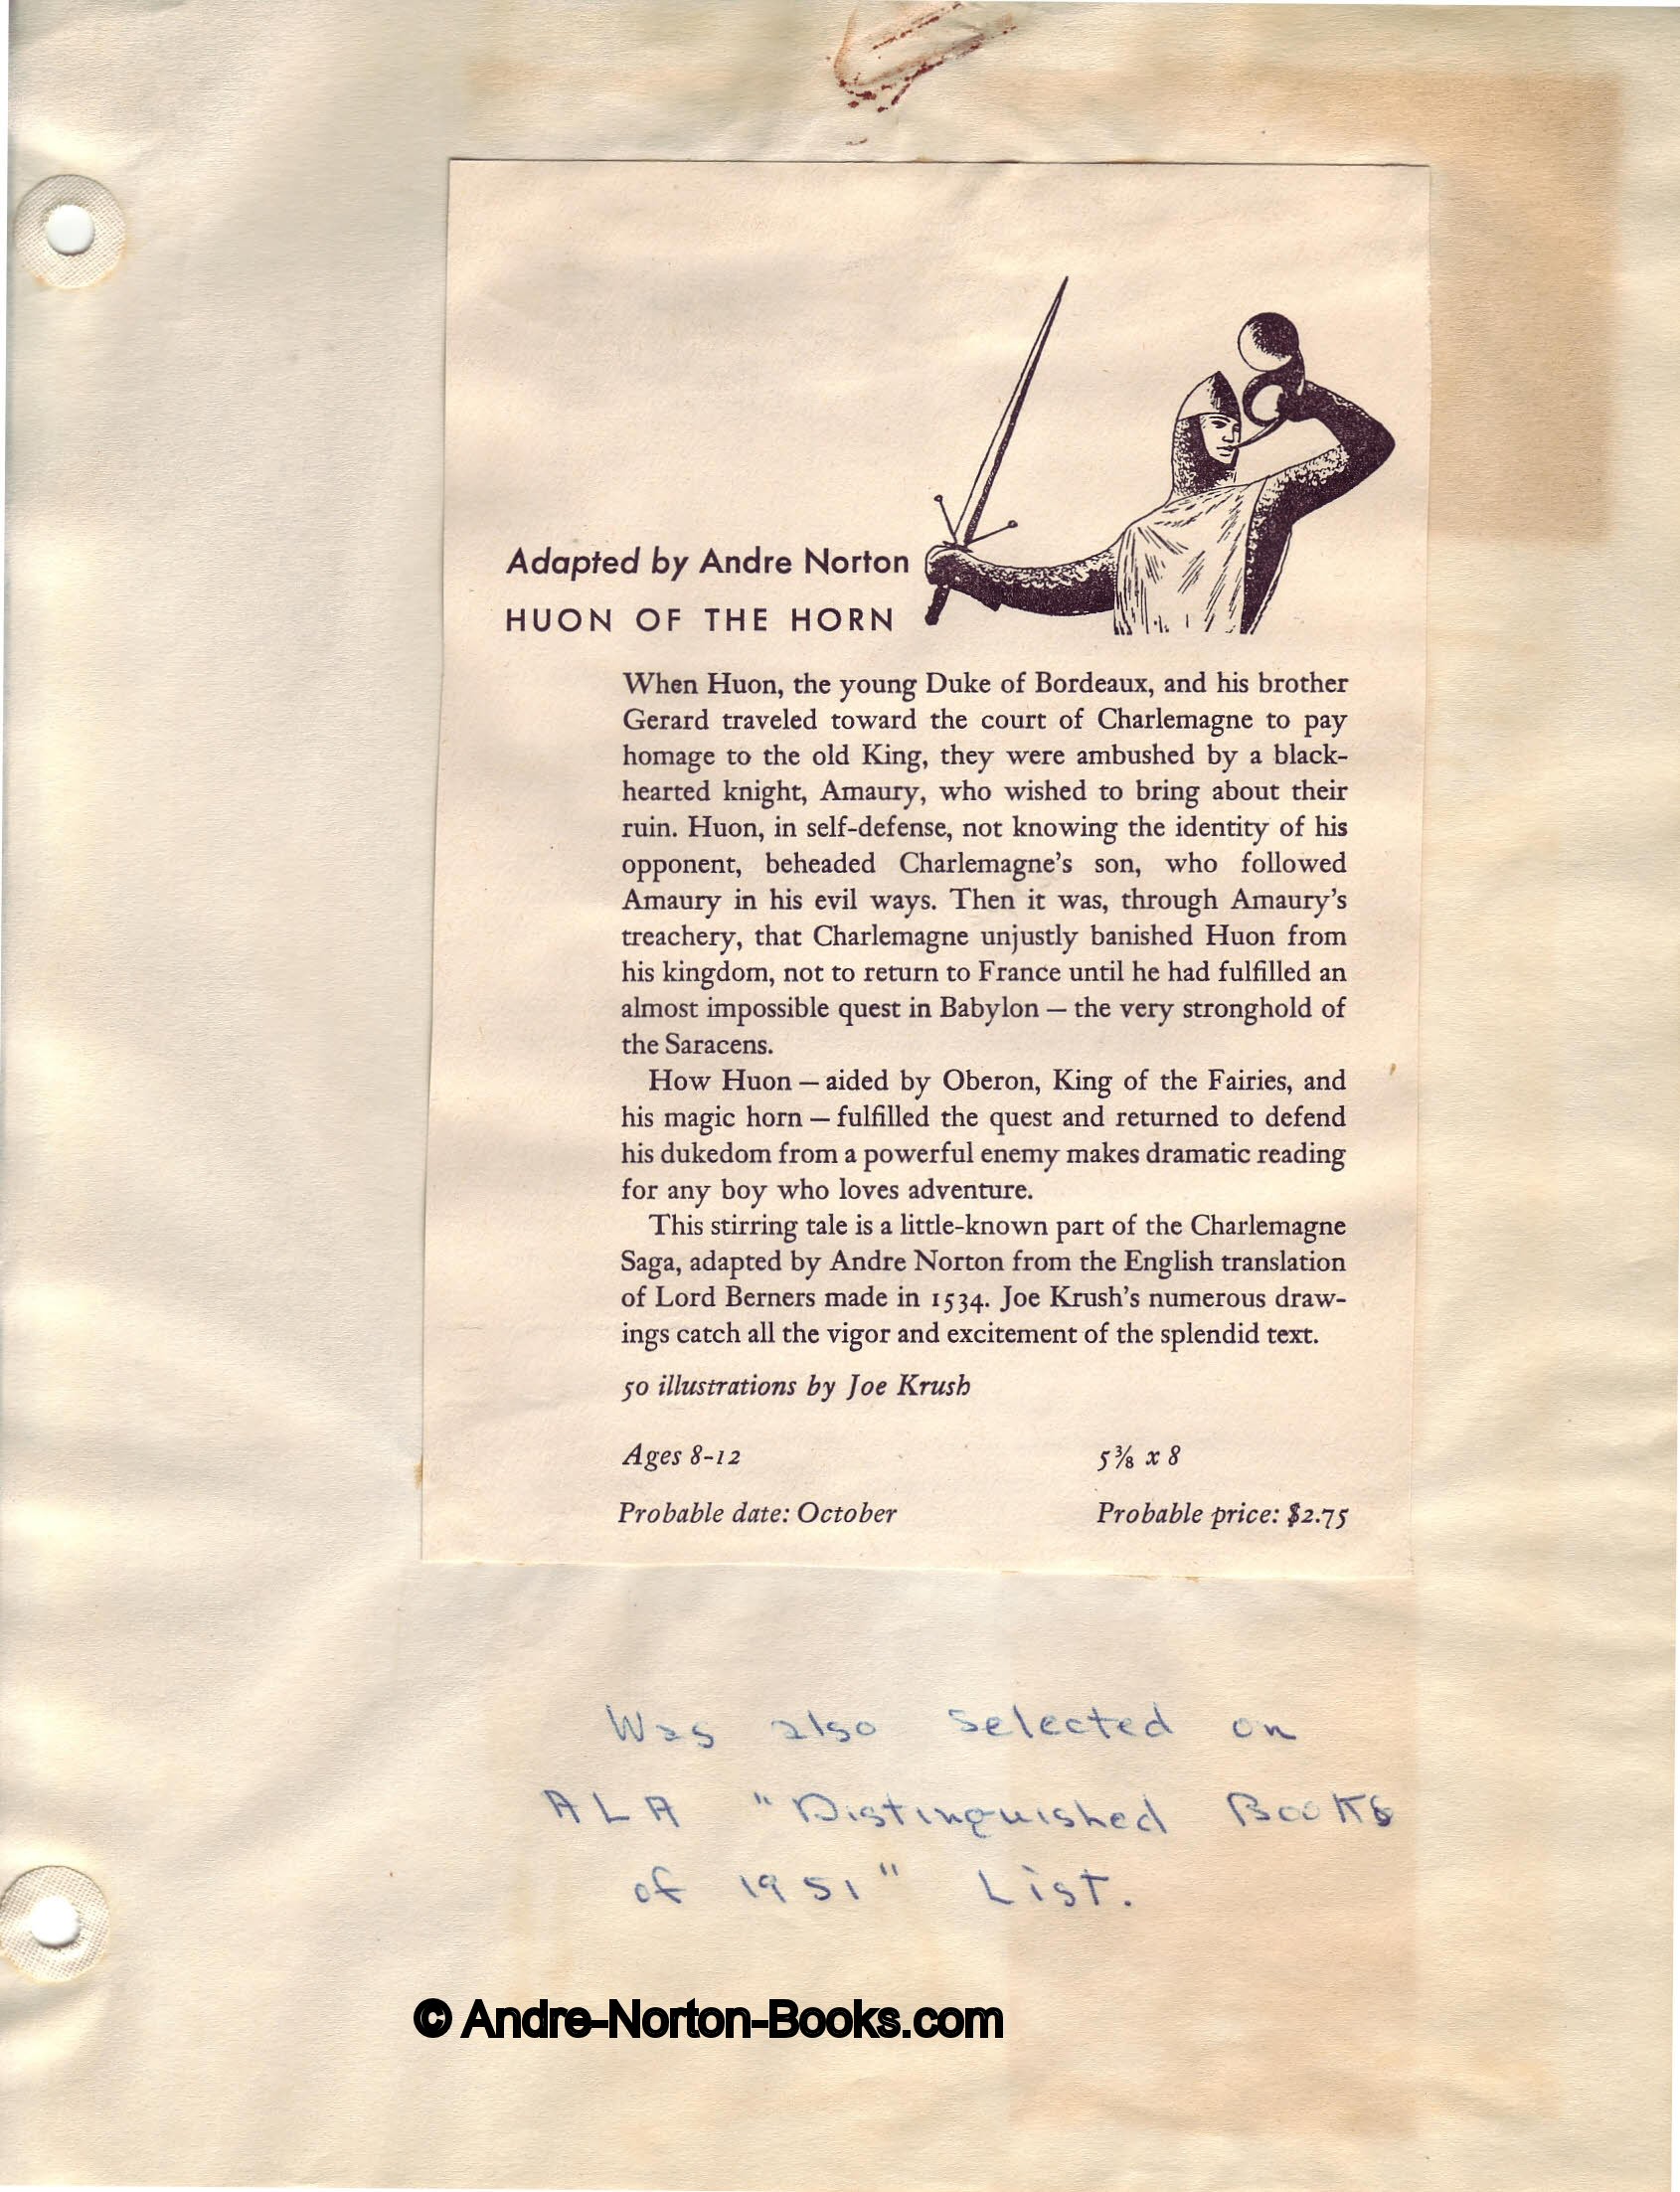 Adapted by Andre Norton
HUON OF THE HORN
When Huon, the young Duke of Bordeaux, and his brother
Gerard traveled toward the court of Charlemagne to pay
homage to the old King, they were ambushed by a black-
hearted knight, Amaury, who wished to bring about their
ruin. Huon, in self-defense, not knowing the identity of his
opponent, beheaded Charlemagne's son, who followed
Amaury in his evil ways. Then it was, through Amaury's
treachery, that Charlemagne unjustly banished Huon from
his kingdom, not to return to France until he had fulfilled an
almost impossible quest in Babylon — the very stronghold of
the Saracens.
How Huon — aided by Oberon, King of the Fairies, and
his magic horn — fulfilled the quest and returned to defend
his dukedom from a powerful enemy makes dramatic reading
for any boy who loves adventure.
This stirring tale is a little-known part of the Charlemagne
Saga, adapted by Andre Norton from the English translation
of Lord Berners made in 1534. Joe Krush's numerous draw-
ings catch all the vigor and excitement of the splendid text.
50 illustrations by Joe Krush
Ages 8-12 5⅜ x 8
Probable date: October Probable price: $2.75
Was also selected on
ALA "Distinguished Books
of 1951" List.
© Andre-Norton-Books.com